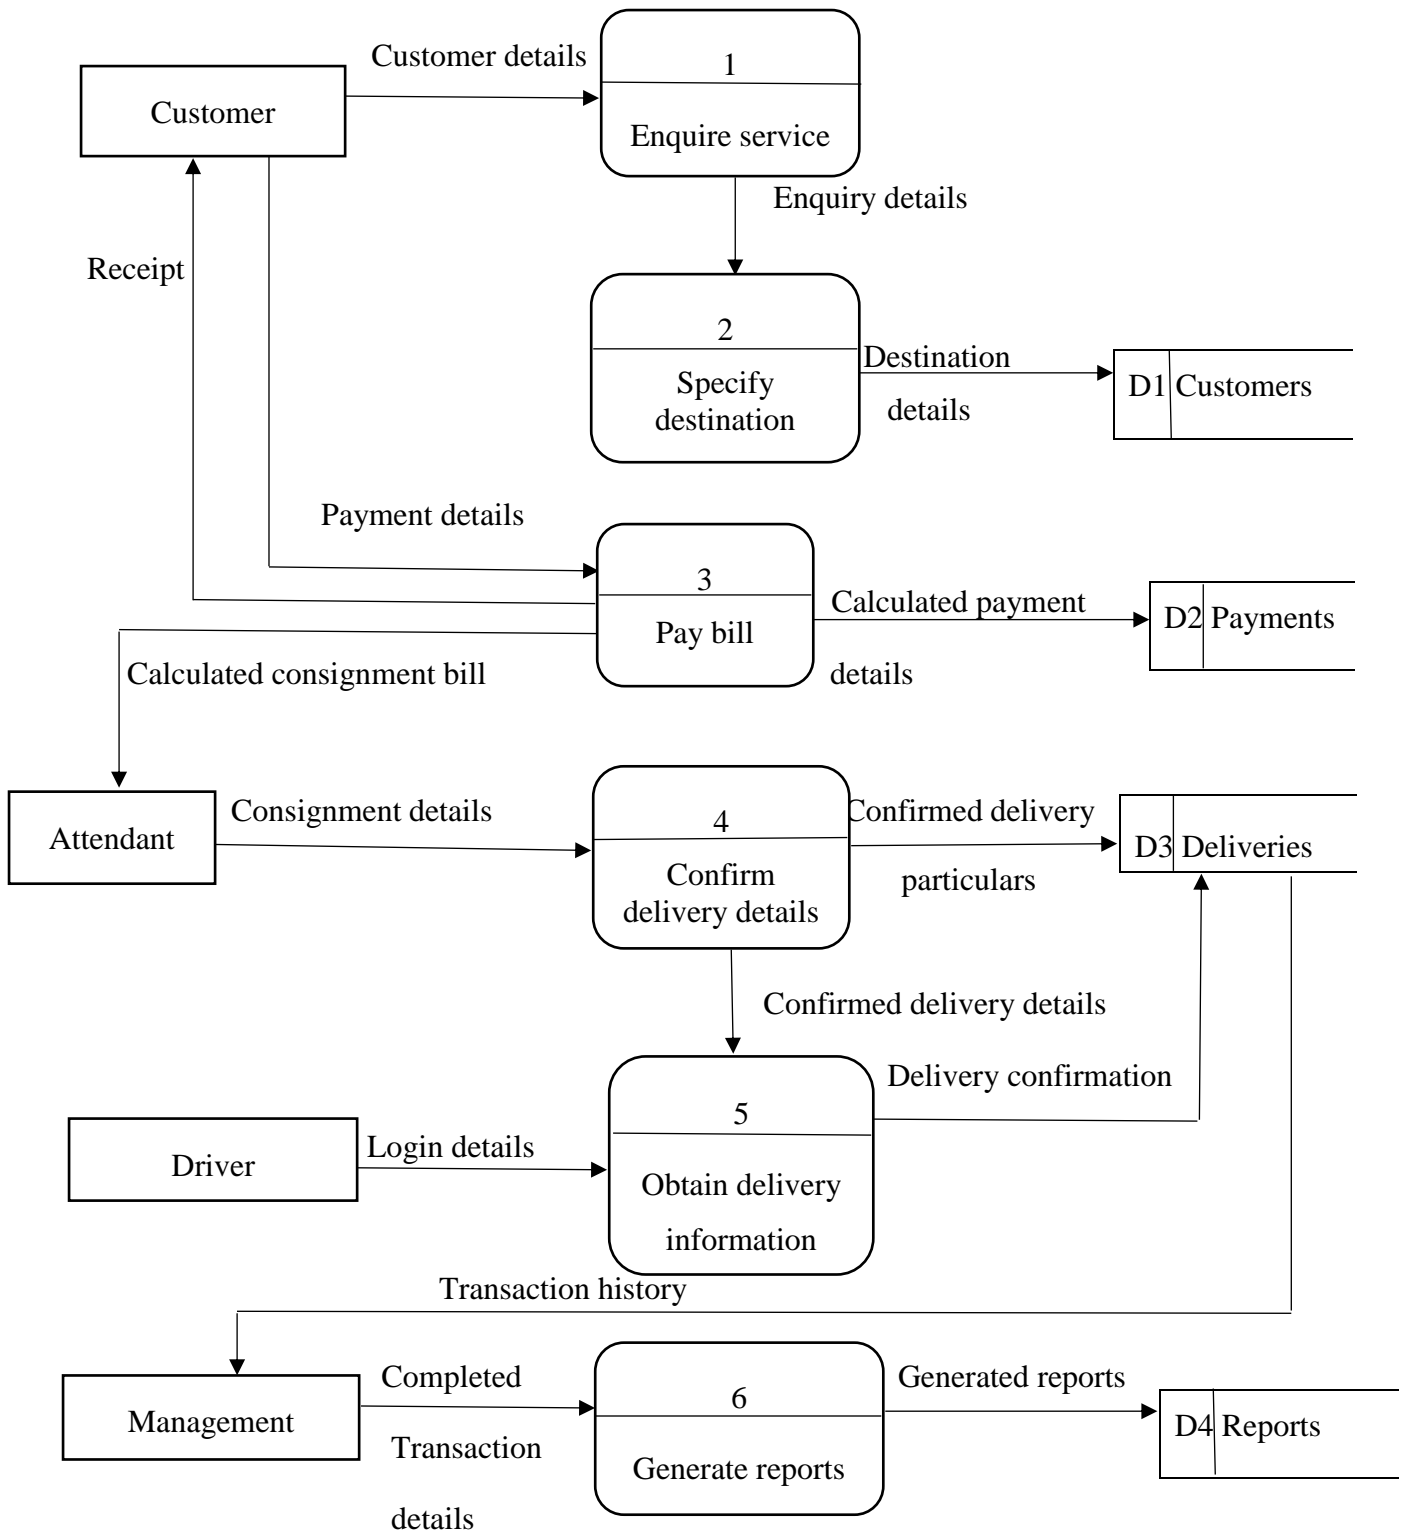 Customer details
1
Customer
Enquire service
Enquiry details
Receipt
2
Specify
destination
Destination
details
D1 Customers
Payment details
3
Pay bill
Calculated payment
details
D2 Payments
Calculated consignment bill
Attendant
Consignment details
4
Confirm
delivery details
Confirmed delivery
particulars
D3 Deliveries
Confirmed delivery details
Delivery confirmation
5
Driver
Login details
Obtain delivery
information
Transaction history
Management
Completed
Transaction
details
6
Generate reports
Generated reports
D4 Reports